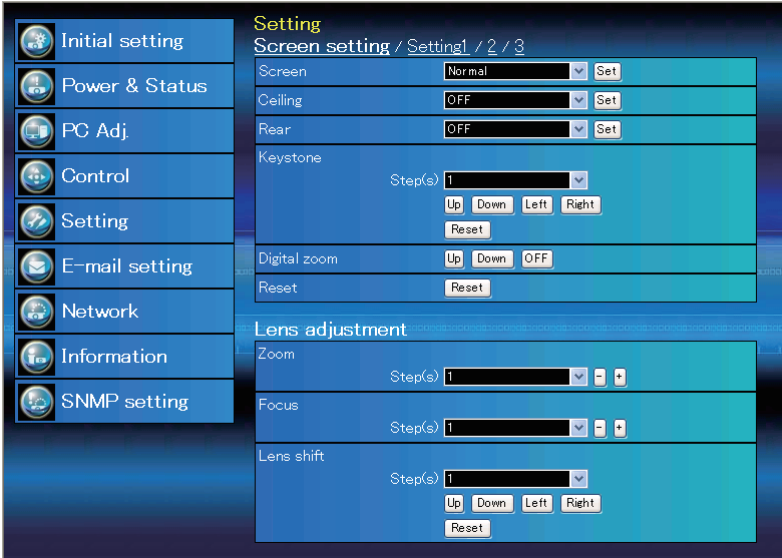 Initial setting
Power & Status
PC Adj.
Control
Setting
E-mail setting
Network
Information
SNMP setting
Setting
Screen setting / Setting1 / 2 / 3
Screen Normal Set
Ceiling OFF Set
Rear OFF Set
Keystone
Step(s) 1
Up Down Left Right
Reset
Digital zoom Up Down OFF
Reset Reset
Lens adjustment
Zoom
Step(s) 1 - +
Focus
Step(s) 1 - +
Lens shift
Step(s) 1
Up Down Left Right
Reset